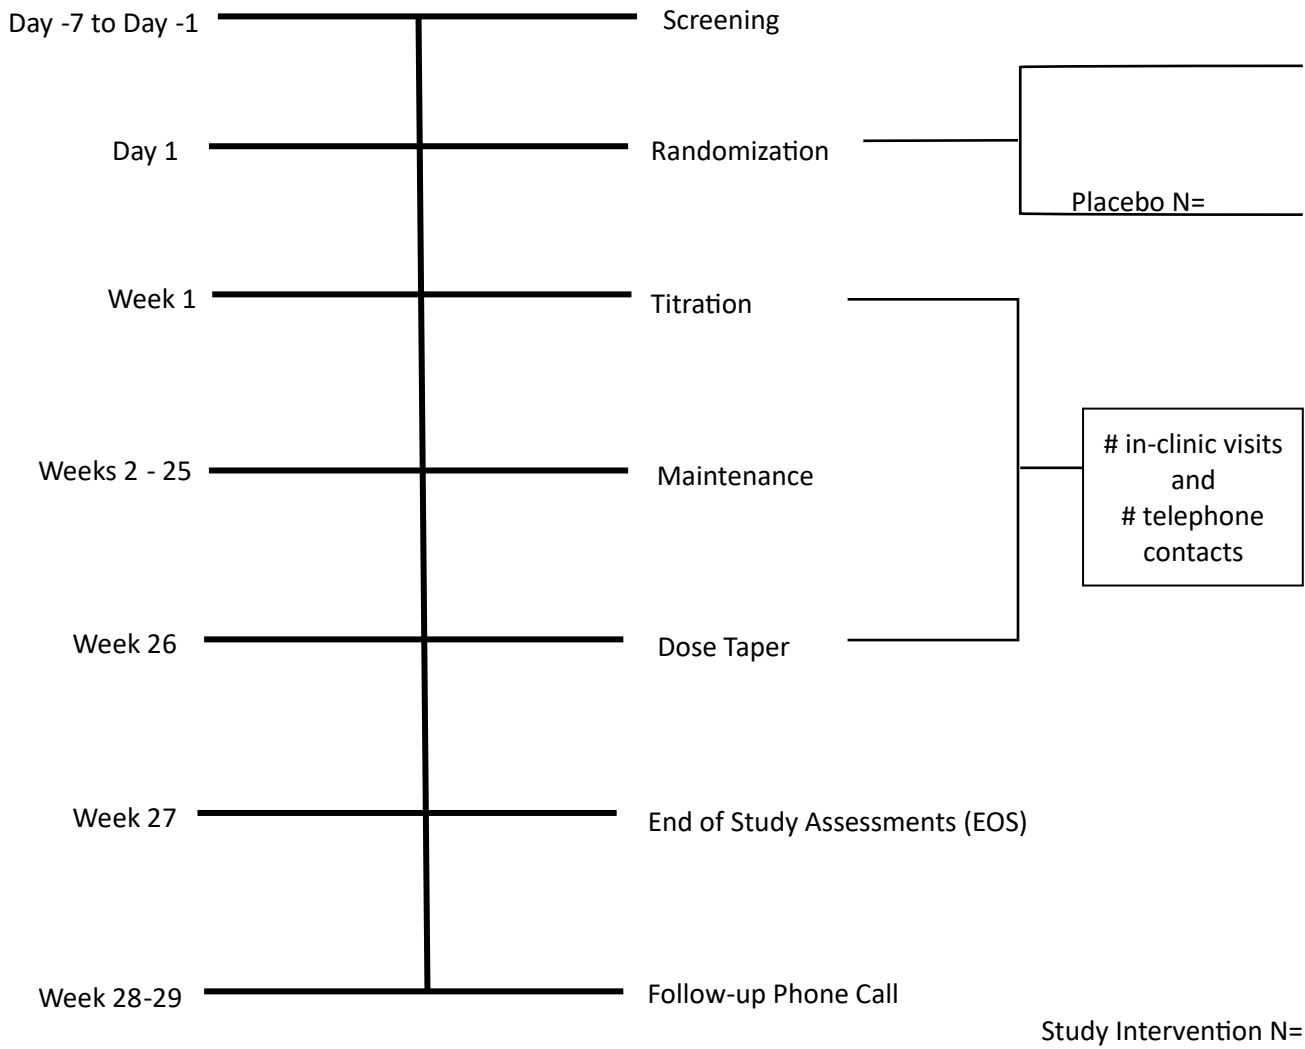 Day -7 to Day -1
Screening
Day 1
Randomization
Placebo N=
Week 1
Titration
# in-clinic visits
and
# telephone
contacts
Weeks 2 - 25
Maintenance
Week 26
Dose Taper
Week 27
End of Study Assessments (EOS)
Week 28-29
Follow-up Phone Call
Study Intervention N=